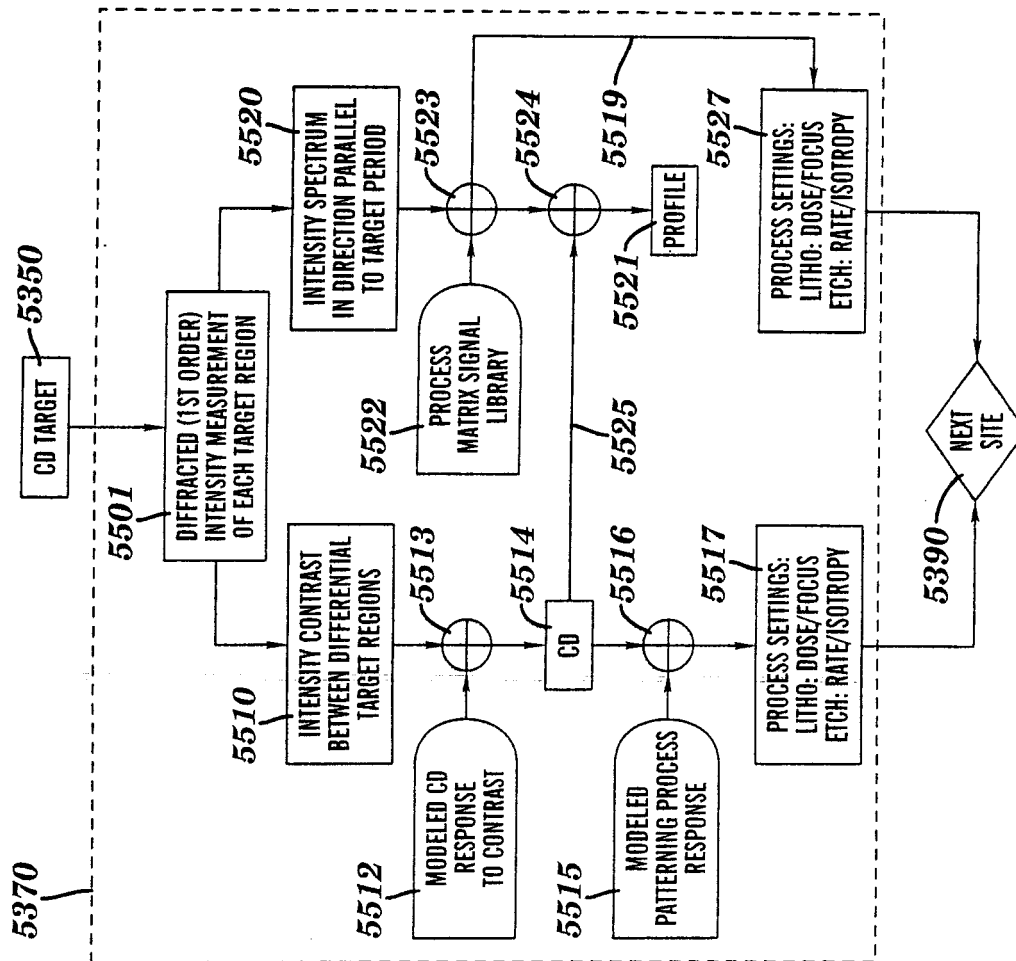 5370
CD TARGET
5350
5501
DIFFRACTED (1ST ORDER)
INTENSITY MEASUREMENT
OF EACH TARGET REGION
5510
INTENSITY CONTRAST
BETWEEN DIFFERENTIAL
TARGET REGIONS
5520
INTENSITY SPECTRUM
IN DIRECTION PARALLEL
TO TARGET PERIOD
5512
MODELED CD
RESPONSE
TO CONTRAST
5513
5522
PROCESS
MATRIX SIGNAL
LIBRARY
5523
5514
CD
5525
5524
5519
5515
MODELED
PATTERNING PROCESS
RESPONSE
5516
5521
PROFILE
5517
PROCESS SETTINGS:
LITHO: DOSE/FOCUS
ETCH: RATE/ISOTROPY
5527
PROCESS SETTINGS:
LITHO: DOSE/FOCUS
ETCH: RATE/ISOTROPY
5390
NEXT
SITE